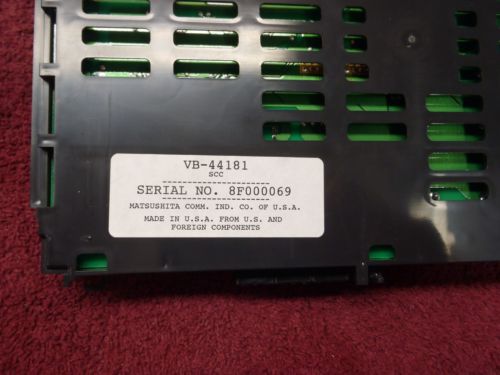 VB-44181
SCC
SERIAL NO. 8F000069
MATSUSHITA COMM. IND. CO. OF U.S.A.
MADE IN U.S.A. FROM U.S. AND
FOREIGN COMPONENTS